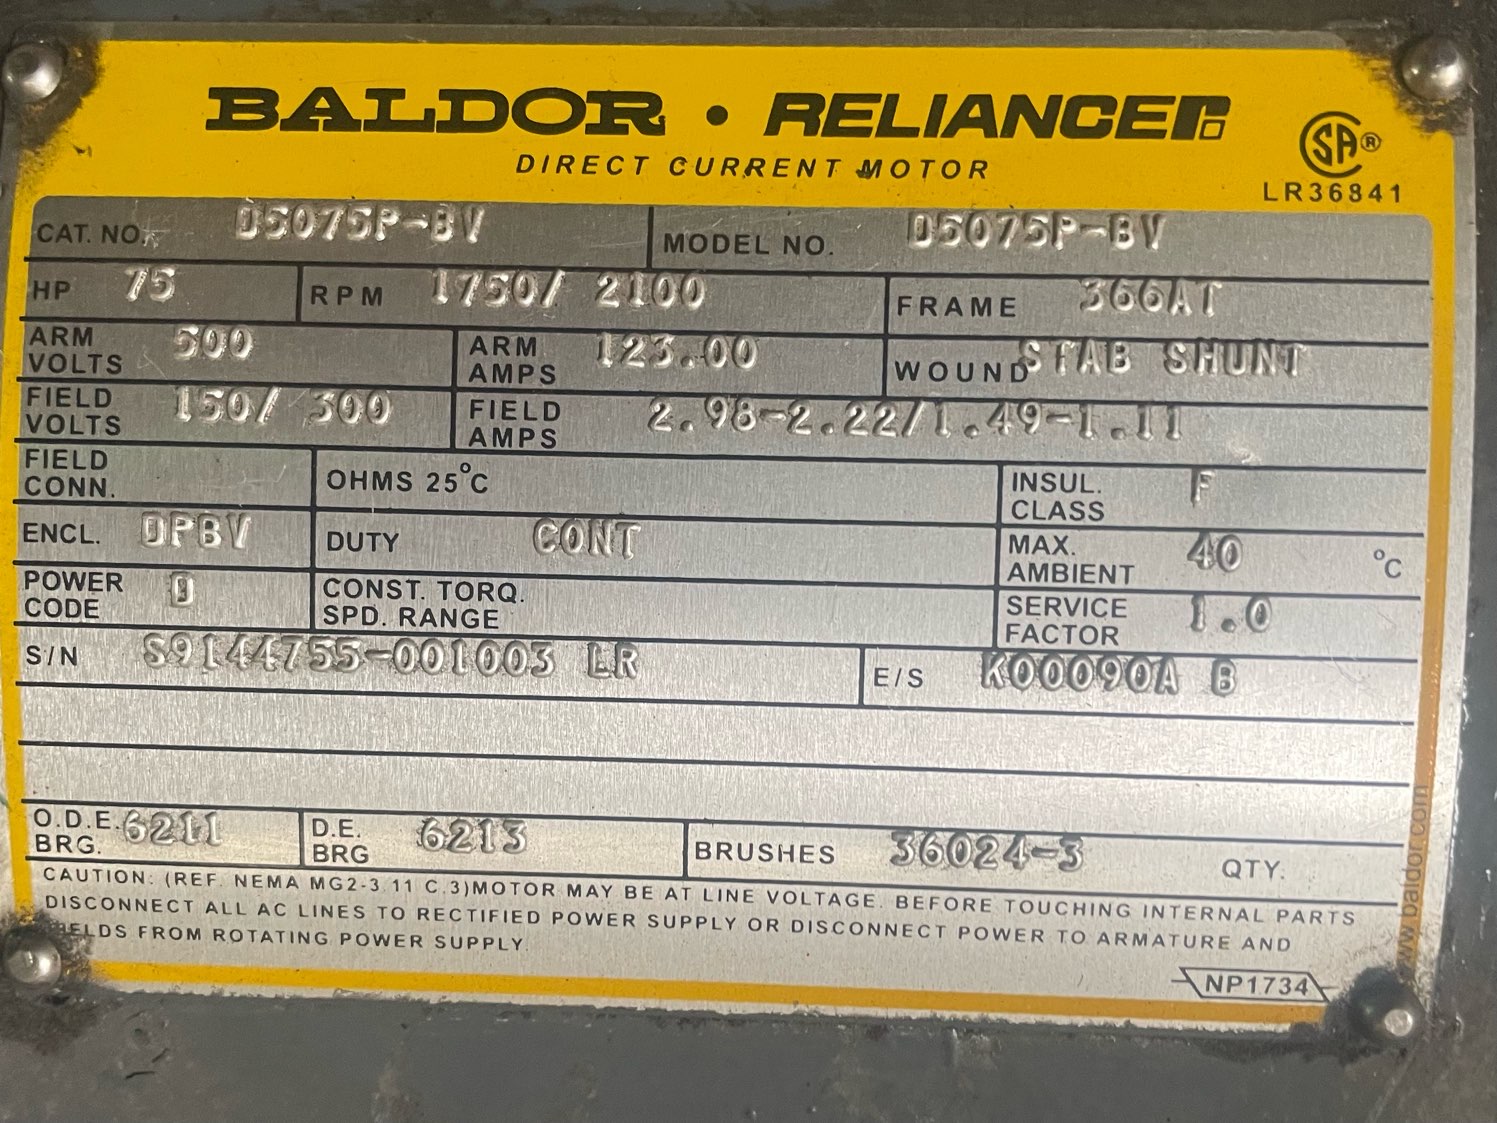 BALDOR • RELIANCE
DIRECT CURRENT MOTOR
SA ®
LR36841
CAT. NO. D5075P-BV MODEL NO. D5075P-BV
HP 75 RPM 1750/ 2100 FRAME 366AT
ARM VOLTS 500 ARM AMPS 123.00 WOUND STAB SHUNT
FIELD VOLTS 150/ 300 FIELD AMPS 2.98-2.22/1.49-1.11
FIELD CONN. OHMS 25°C INSUL. CLASS F
ENCL. DPBV DUTY CONT MAX. AMBIENT 40 °C
POWER CODE D CONST. TORQ. SPD. RANGE SERVICE FACTOR 1.0
S/N S9144755-001003 LR E/S K00090A B
O.D.E. BRG. 6211 D.E. BRG 6213 BRUSHES 36024-3 QTY.
CAUTION: (REF. NEMA MG2-3.11 C.3)MOTOR MAY BE AT LINE VOLTAGE. BEFORE TOUCHING INTERNAL PARTS
DISCONNECT ALL AC LINES TO RECTIFIED POWER SUPPLY OR DISCONNECT POWER TO ARMATURE AND
FIELDS FROM ROTATING POWER SUPPLY.
NP1734
www.baldor.com